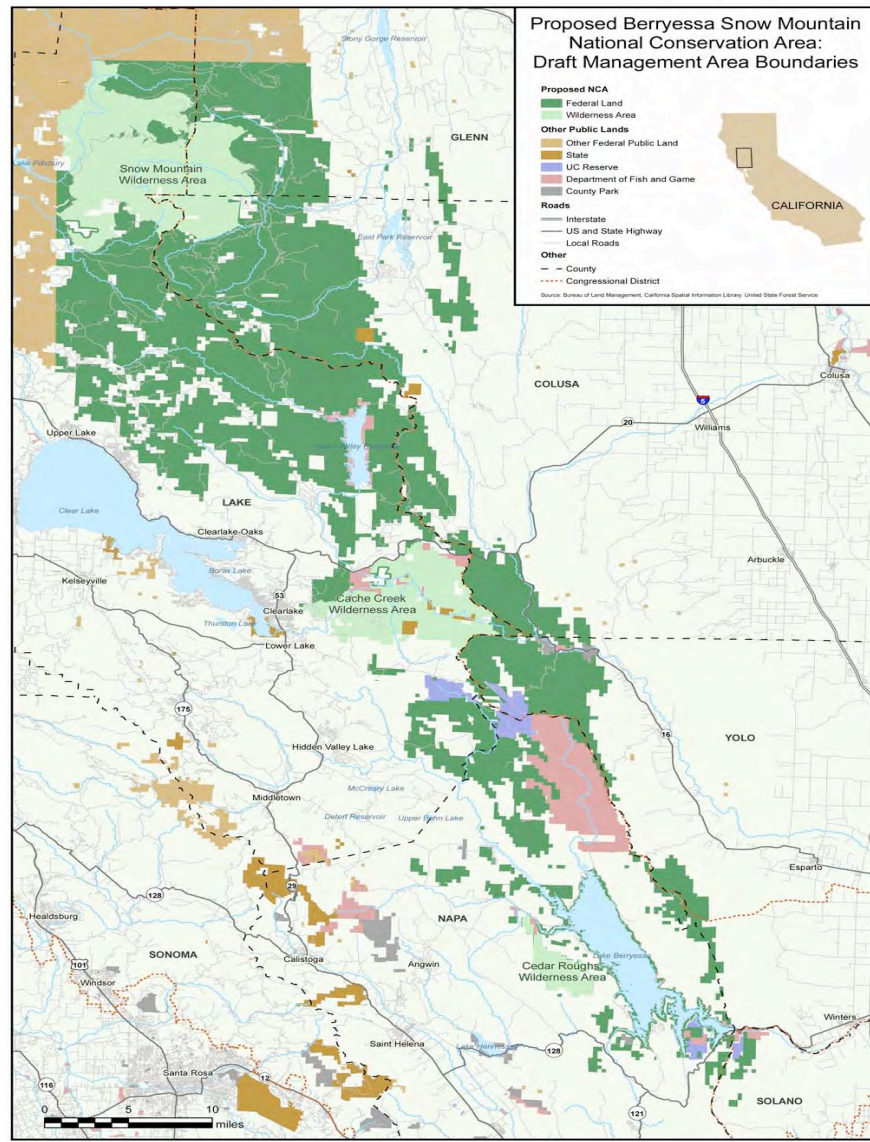 Proposed Berryessa Snow Mountain
National Conservation Area:
Draft Management Area Boundaries
Proposed NCA
Federal Land
Wilderness Area
Other Public Lands
Other Federal Public Land
State
UC Reserve
Department of Fish and Game
County Park
Roads
Interstate
US and State Highway
Local Roads
Other
County
Congressional District
Source: Bureau of Land Management, California Spatial Information Library, United State Forest Service
CALIFORNIA
Stony Gorge Reservoir
GLENN
Lake Pillsbury
Snow Mountain
Wilderness Area
East Park Reservoir
COLUSA
Colusa
5
20
Williams
Upper Lake
Valley
LAKE
Clear Lake
Clearlake-Oaks
Arbuckle
Borax Lake
Kelseyville
53
Clearlake
Cache Creek
Wilderness Area
Thurston Lake
Lower Lake
175
16
YOLO
Hidden Valley Lake
McCreary Lake
Middletown
Detert Reservoir
Upper Bohn Lake
Esparto
128
29
Healdsburg
NAPA
SONOMA
Calistoga
Angwin
Lake Berryessa
Cedar Roughs
Wilderness Area
101
Windsor
Winters
Saint Helena
Lake Hennessey
128
Santa Rosa
12
116
121
SOLANO
0 5 10
miles